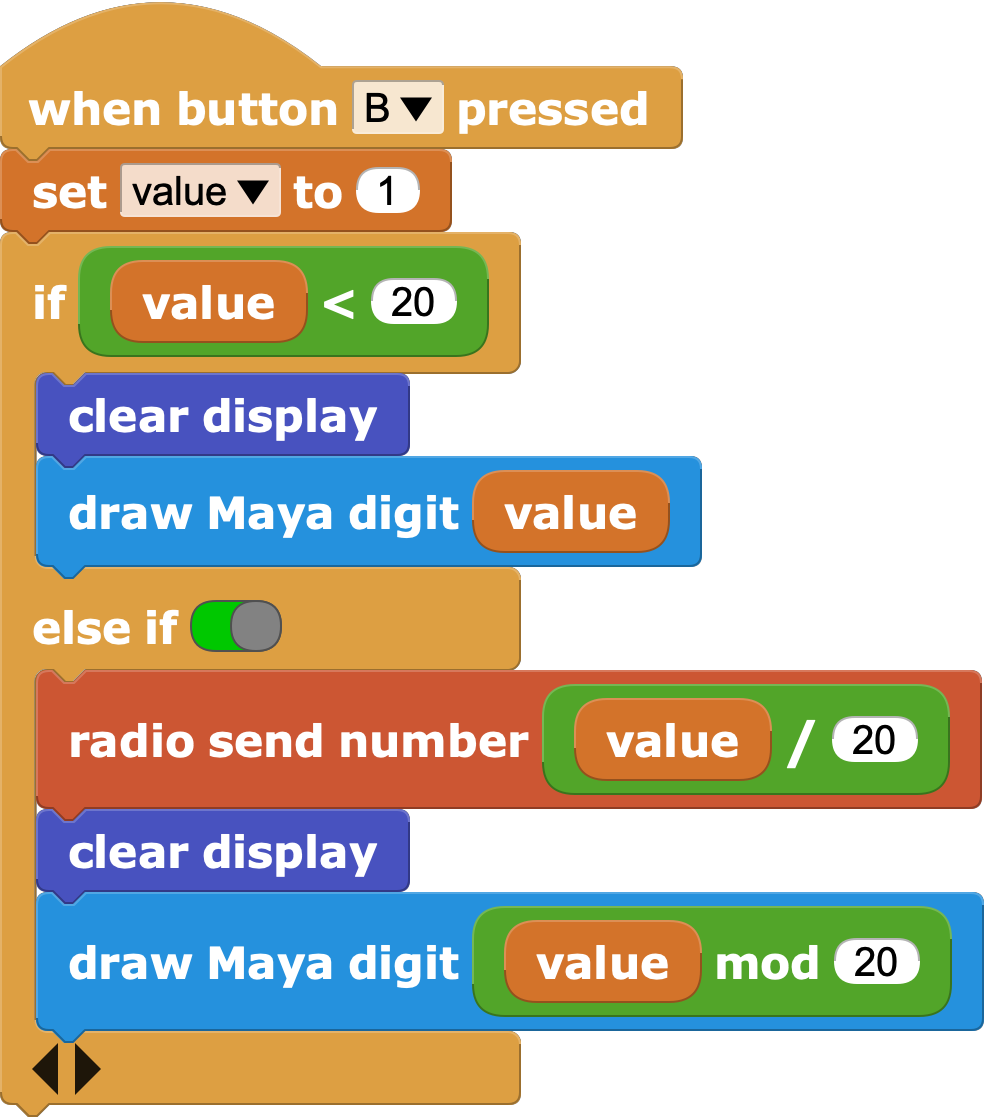 when button B pressed
set value to 1
if value < 20
clear display
draw Maya digit value
else if
radio send number value / 20
clear display
draw Maya digit value mod 20